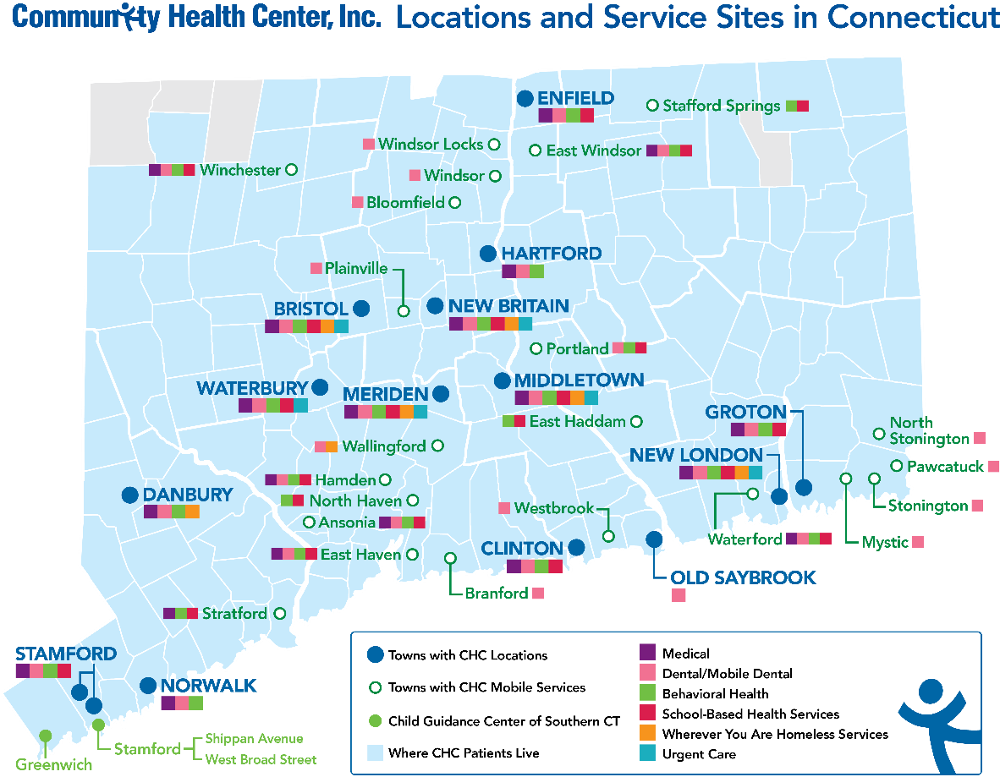 Community Health Center, Inc. Locations and Service Sites in Connecticut
ENFIELD
Stafford Springs
Windsor Locks
East Windsor
Winchester
Windsor
Bloomfield
HARTFORD
Plainville
BRISTOL
NEW BRITAIN
Portland
WATERBURY
MERIDEN
MIDDLETOWN
East Haddam
GROTON
North
Stonington
Wallingford
NEW LONDON
Pawcatuck
Hamden
DANBURY
North Haven
Westbrook
Stonington
Ansonia
Waterford
Mystic
East Haven
CLINTON
OLD SAYBROOK
Branford
Stratford
STAMFORD
NORWALK
Greenwich
Stamford
Shippan Avenue
West Broad Street
Towns with CHC Locations
Towns with CHC Mobile Services
Child Guidance Center of Southern CT
Where CHC Patients Live
Medical
Dental/Mobile Dental
Behavioral Health
School-Based Health Services
Wherever You Are Homeless Services
Urgent Care